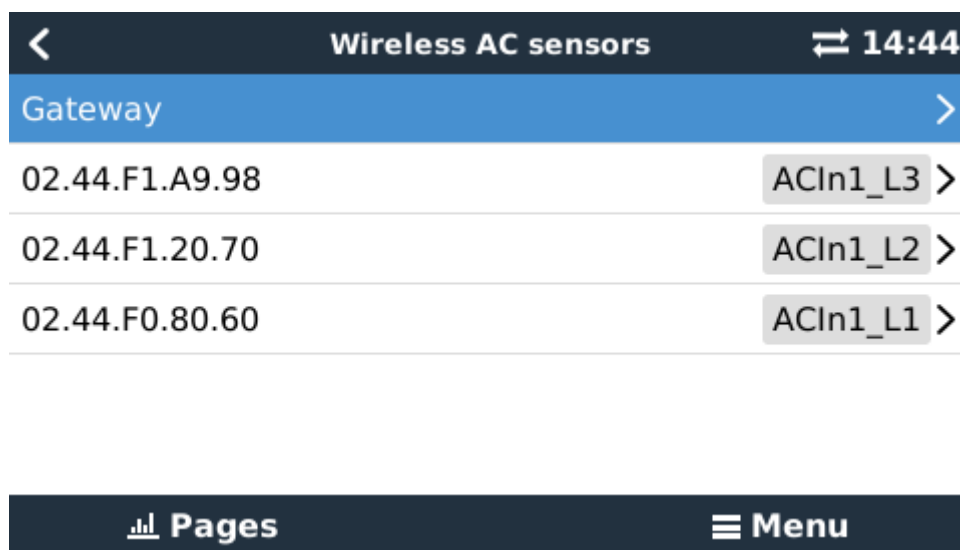 Wireless AC sensors 14:44
Gateway
02.44.F1.A9.98 ACIn1_L3
02.44.F1.20.70 ACIn1_L2
02.44.F0.80.60 ACIn1_L1
Pages Menu